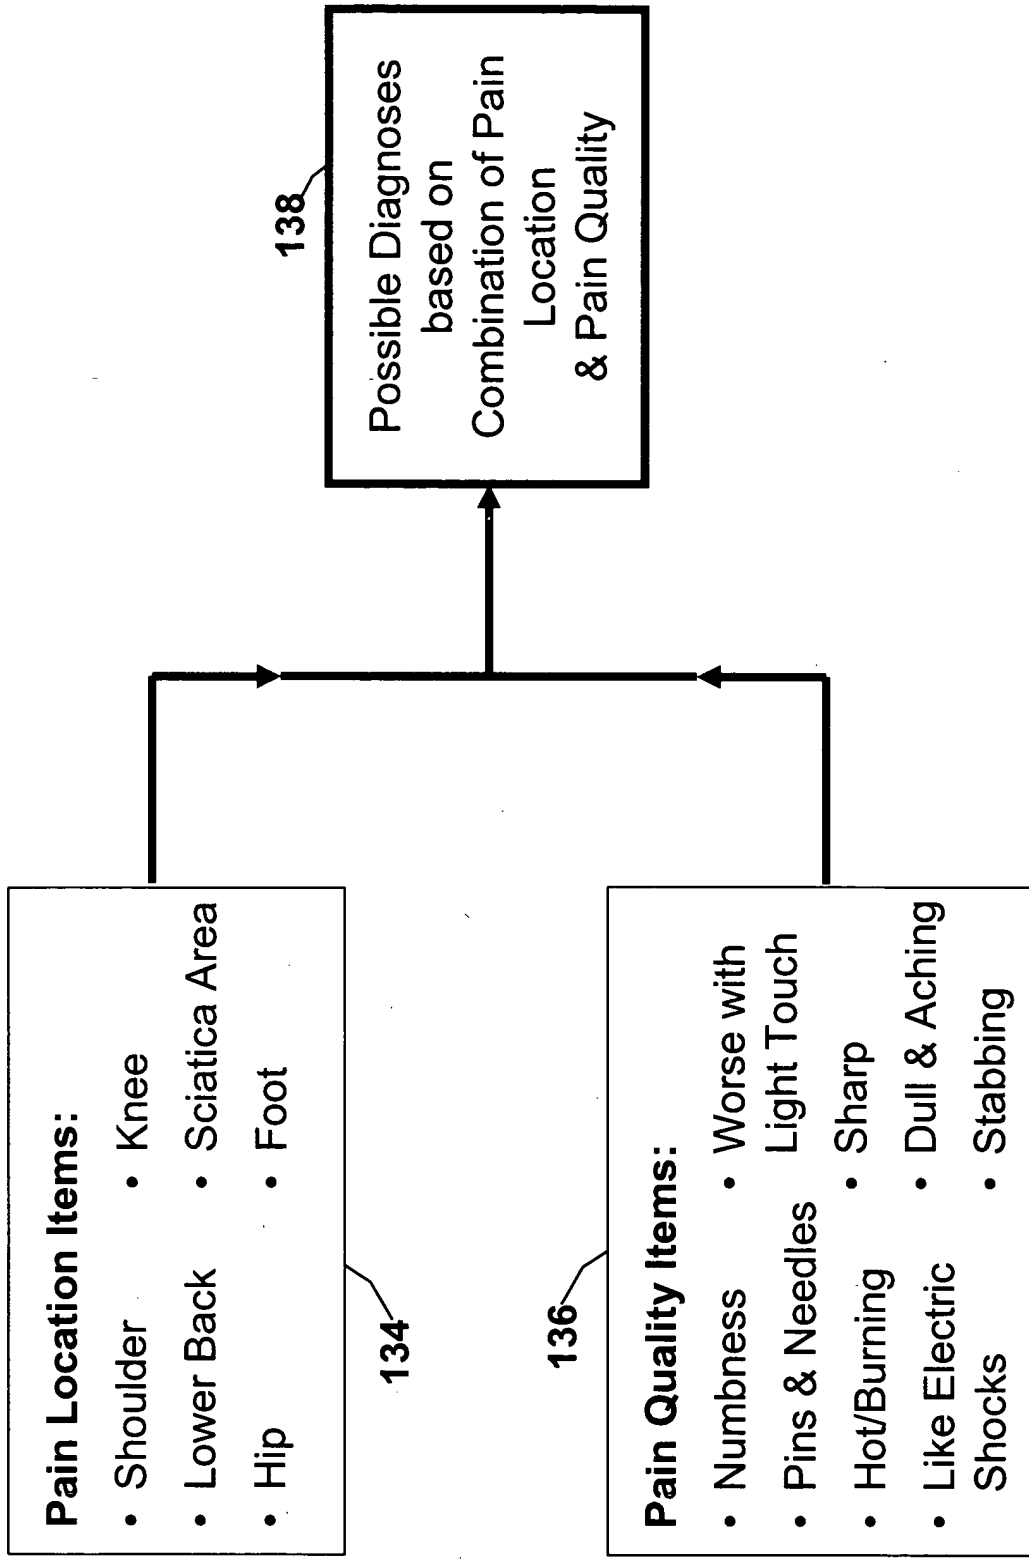 Pain Location Items:
• Shoulder • Knee
• Lower Back • Sciatica Area
• Hip • Foot
134
136
Pain Quality Items:
• Numbness • Worse with
• Pins & Needles Light Touch
• Hot/Burning • Sharp
• Like Electric • Dull & Aching
Shocks • Stabbing
138
Possible Diagnoses
based on
Combination of Pain
Location
& Pain Quality